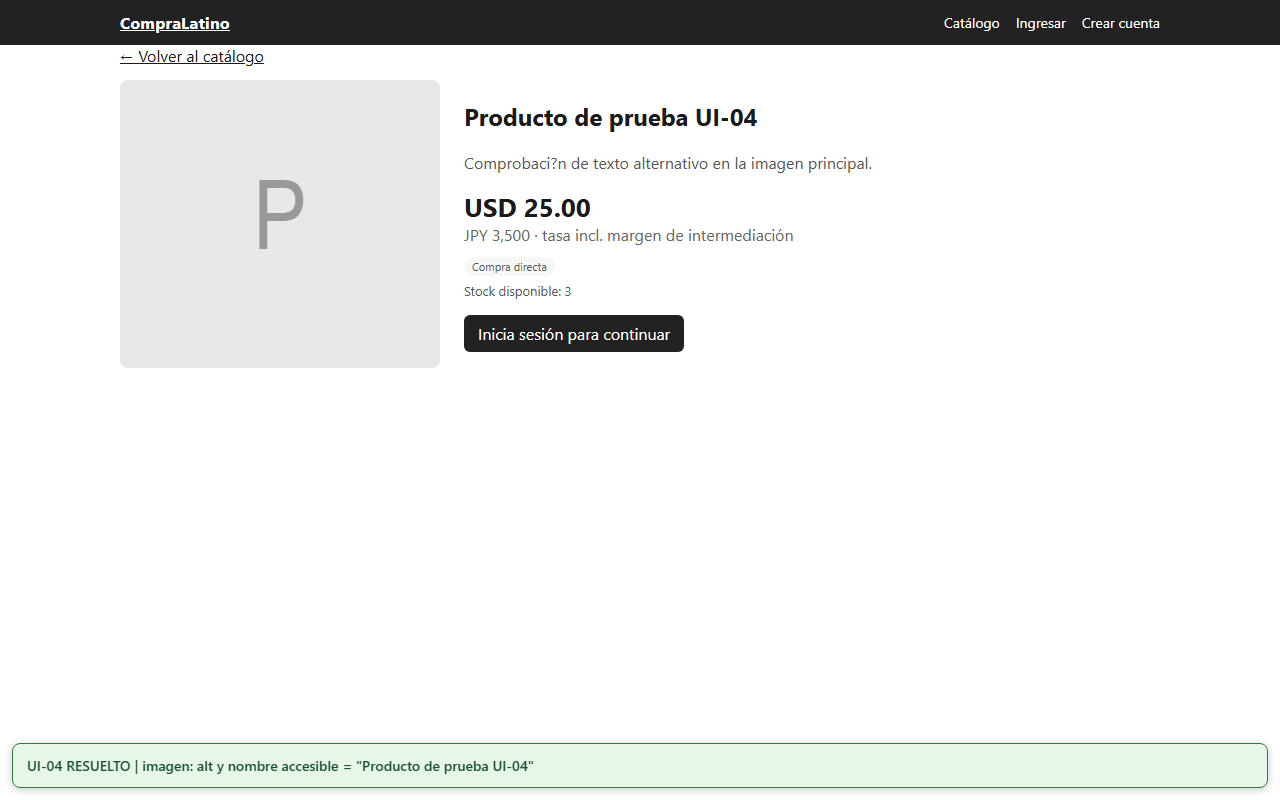 CompraLatino
Catálogo Ingresar Crear cuenta
← Volver al catálogo
P
Producto de prueba UI-04
Comprobaci?n de texto alternativo en la imagen principal.
USD 25.00
JPY 3,500 · tasa incl. margen de intermediación
Compra directa
Stock disponible: 3
Inicia sesión para continuar
UI-04 RESUELTO | imagen: alt y nombre accesible = "Producto de prueba UI-04"